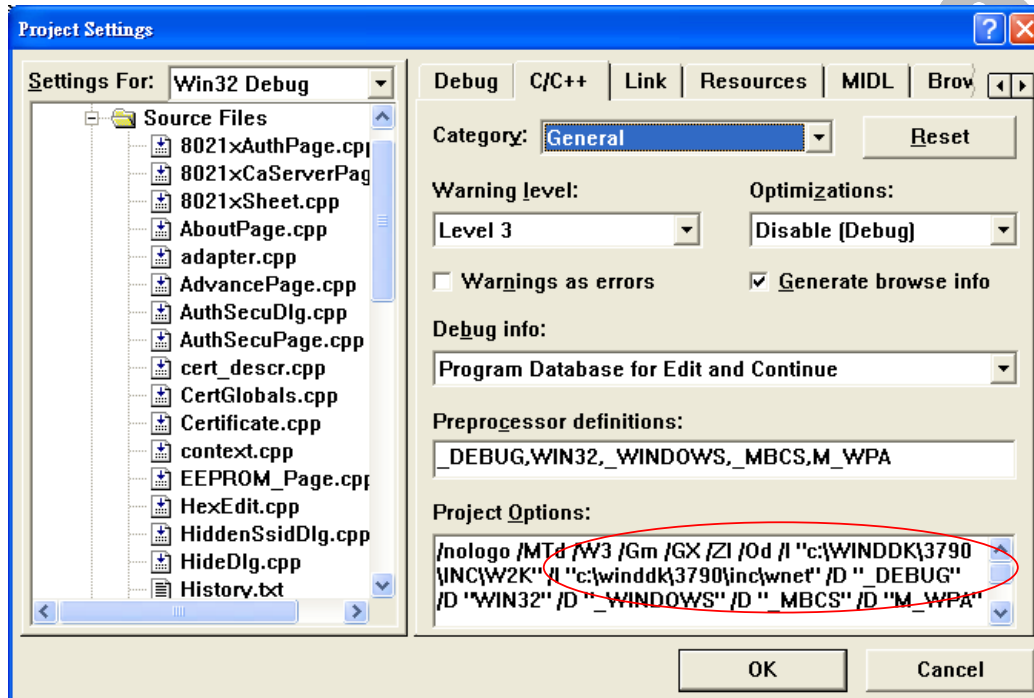 Project Settings
Settings For: Win32 Debug
Source Files
8021xAuthPage.cpp
8021xCaServerPag
8021xSheet.cpp
AboutPage.cpp
adapter.cpp
AdvancePage.cpp
AuthSecuDlg.cpp
AuthSecuPage.cpp
cert_descr.cpp
CertGlobals.cpp
Certificate.cpp
context.cpp
EEPROM_Page.cpp
HexEdit.cpp
HiddenSsidDlg.cpp
HideDlg.cpp
History.txt
Debug C/C++ Link Resources MIDL Brow
Category: General Reset
Warning level: Optimizations:
Level 3 Disable (Debug)
Warnings as errors Generate browse info
Debug info:
Program Database for Edit and Continue
Preprocessor definitions:
_DEBUG,WIN32,_WINDOWS,_MBCS,M_WPA
Project Options:
/nologo /MTd /W3 /Gm /GX /ZI /Od /I "c:\WINDDK\3790
\INC\W2K" /I "c:\winddk\3790\inc\wnet" /D "_DEBUG"
/D "WIN32" /D "_WINDOWS" /D "_MBCS" /D "M_WPA"
OK Cancel